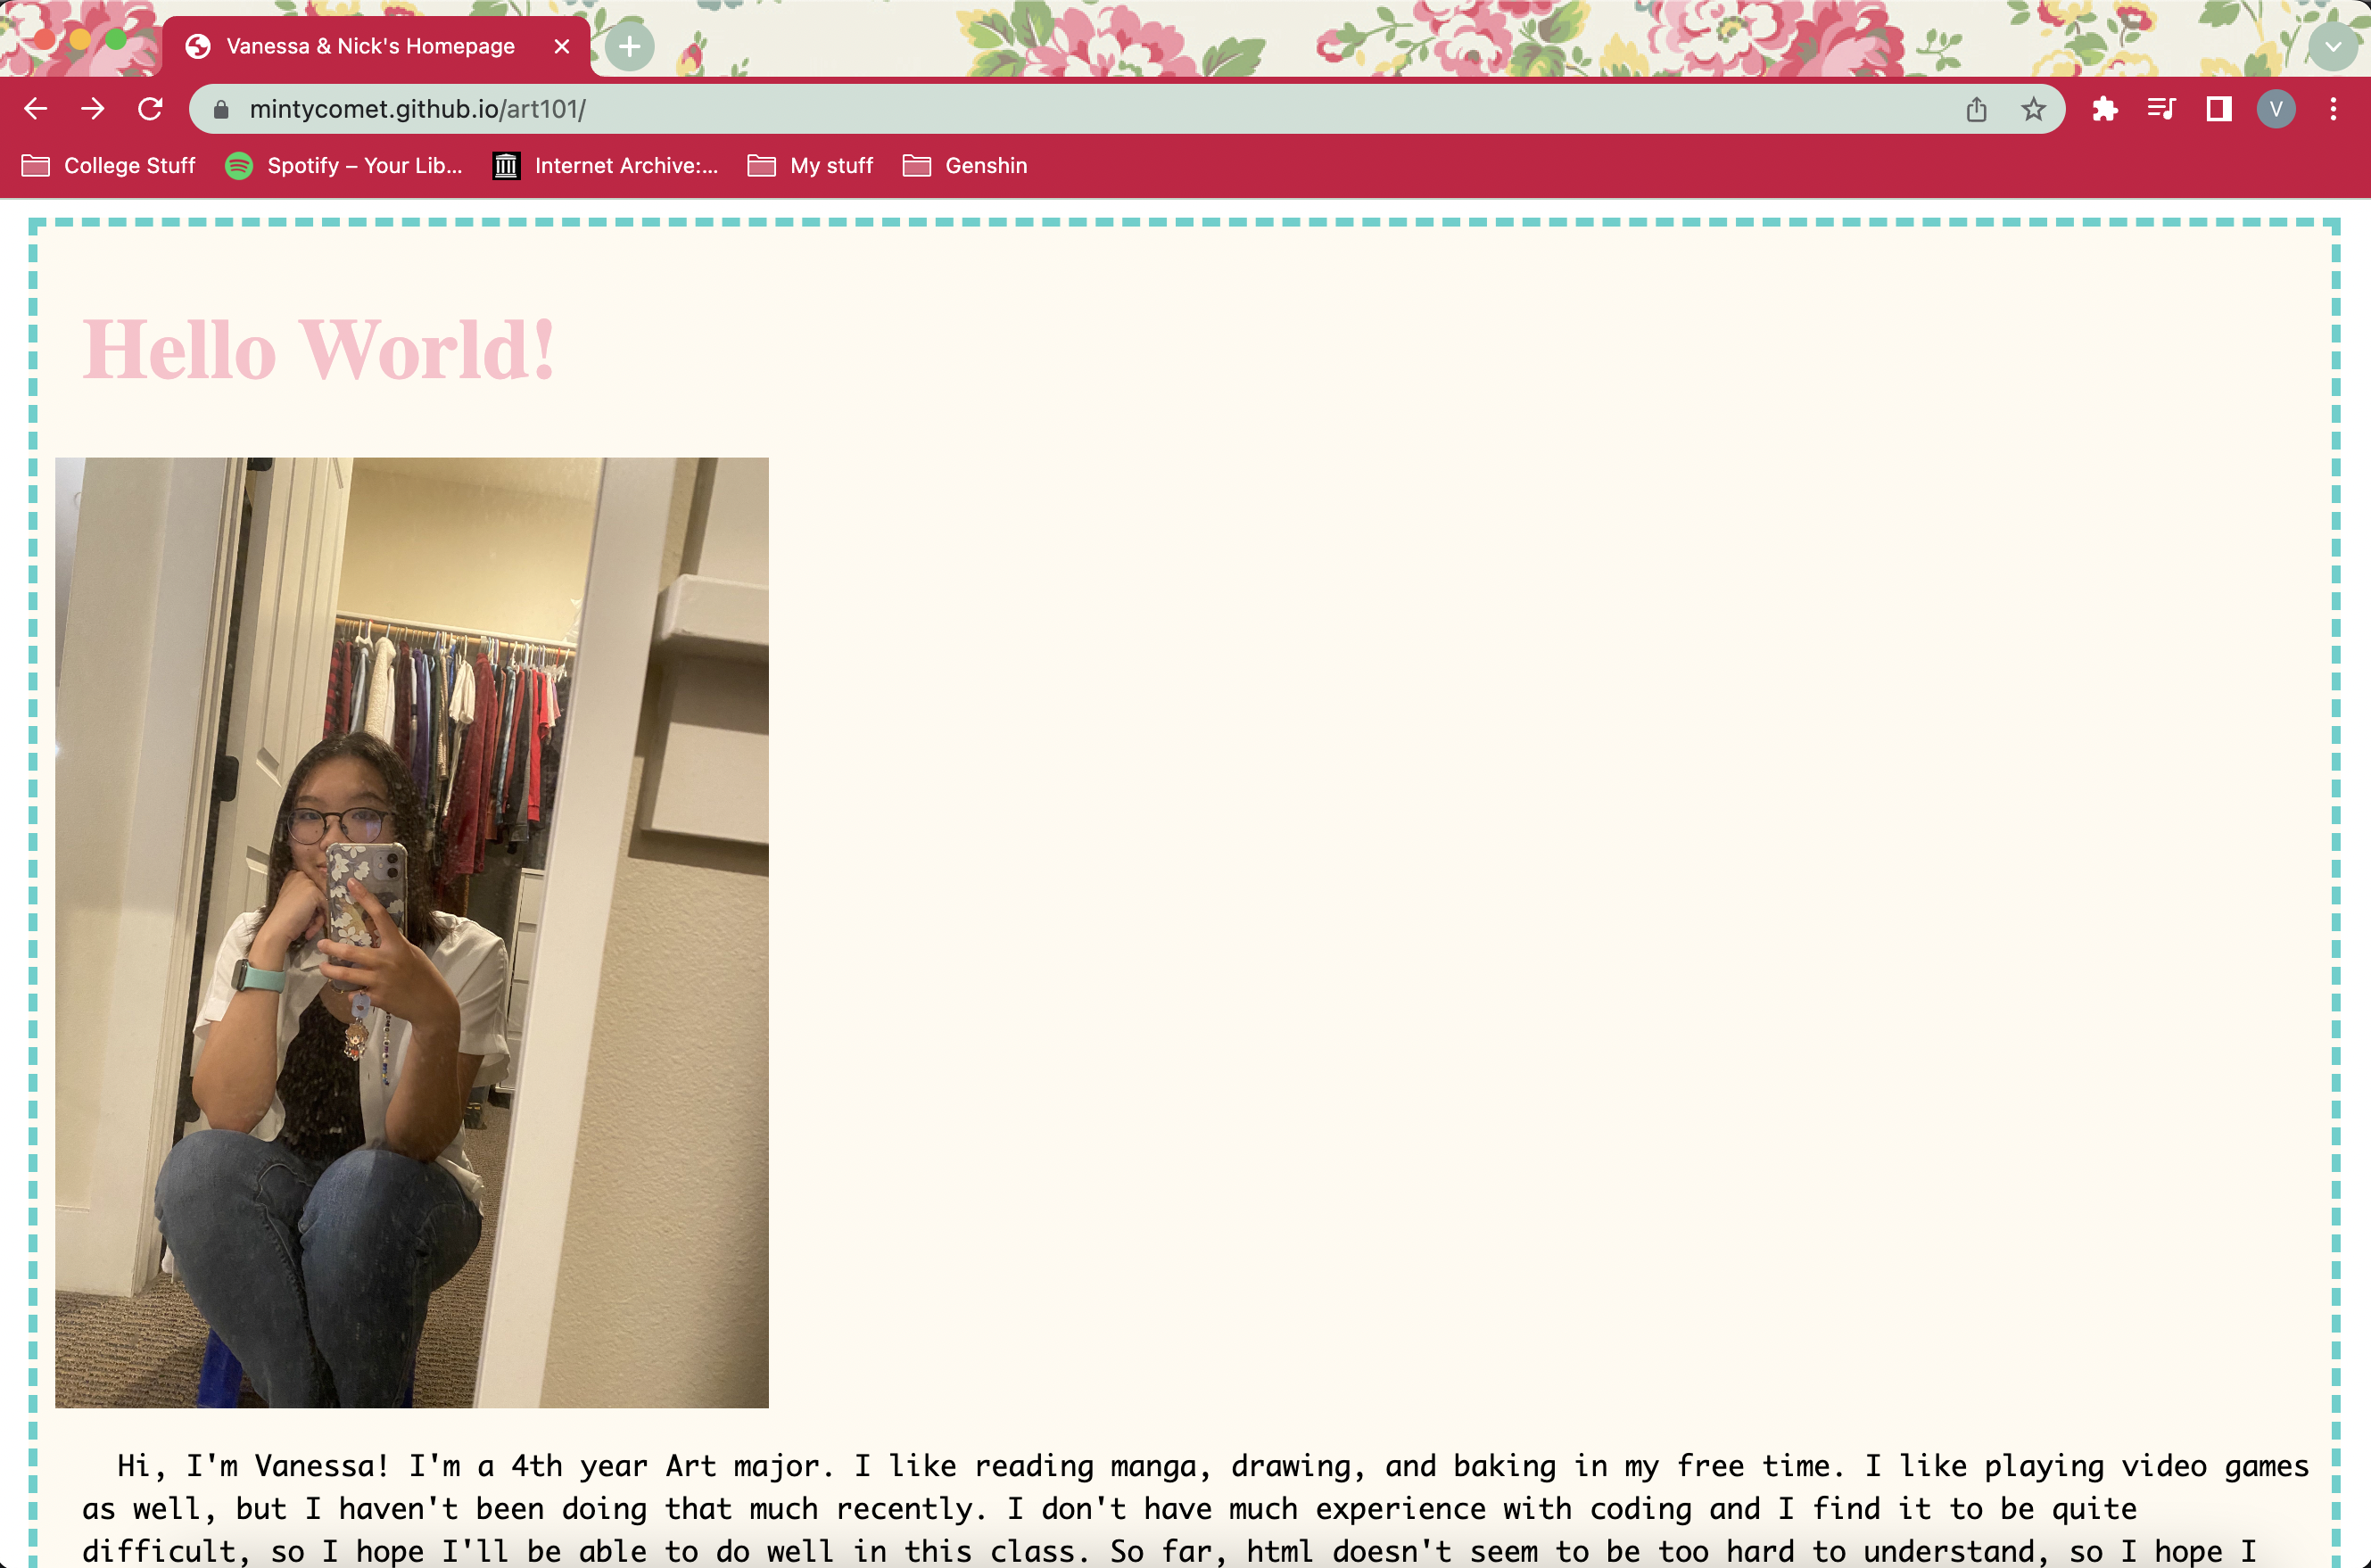 Vanessa & Nick's Homepage
mintycomet.github.io/art101/
V
College Stuff
Spotify – Your Lib...
Internet Archive:...
My stuff
Genshin
Hello World!
Hi, I'm Vanessa! I'm a 4th year Art major. I like reading manga, drawing, and baking in my free time. I like playing video games
as well, but I haven't been doing that much recently. I don't have much experience with coding and I find it to be quite
difficult, so I hope I'll be able to do well in this class. So far, html doesn't seem to be too hard to understand, so I hope I